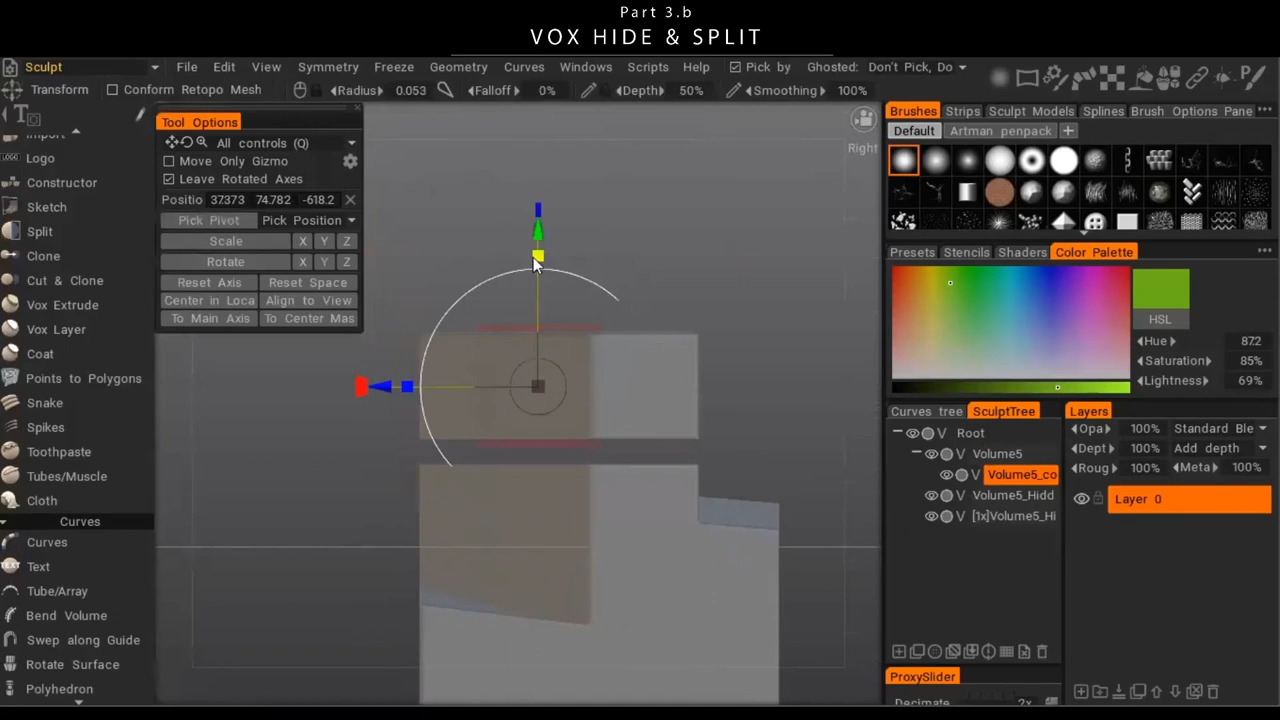 Part 3.b
VOX HIDE & SPLIT
Sculpt File Edit View Symmetry Freeze Geometry Curves Windows Scripts Help Pick by Ghosted: Don't Pick, Do
Transform Conform Retopo Mesh Radius 0.053 Falloff 0% Depth 50% Smoothing 100%
T
Import
Logo
Constructor
Sketch
Split
Clone
Cut & Clone
Vox Extrude
Vox Layer
Coat
Points to Polygons
Snake
Spikes
Toothpaste
Tubes/Muscle
Cloth
Curves
Curves
Text
Tube/Array
Bend Volume
Swep along Guide
Rotate Surface
Polyhedron
Tool Options
All controls (Q)
Move Only Gizmo
Leave Rotated Axes
Positio 37.373 74.782 -618.2
Pick Pivot Pick Position
Scale X Y Z
Rotate X Y Z
Reset Axis Reset Space
Center in Loca Align to View
To Main Axis To Center Mas
Right
Brushes Strips Sculpt Models Splines Brush Options Pane
Default Artman penpack +
Presets Stencils Shaders Color Palette
HSL
Hue 872
Saturation 85%
Lightness 69%
Curves tree SculptTree
Root
V Volume5
V Volume5_co
V Volume5_Hidd
V [1x]Volume5_Hi
Layers
Opa 100% Standard Ble
Dept 100% Add depth
Roug 100% Meta 100%
Layer 0
ProxySlider
Decimate 2x